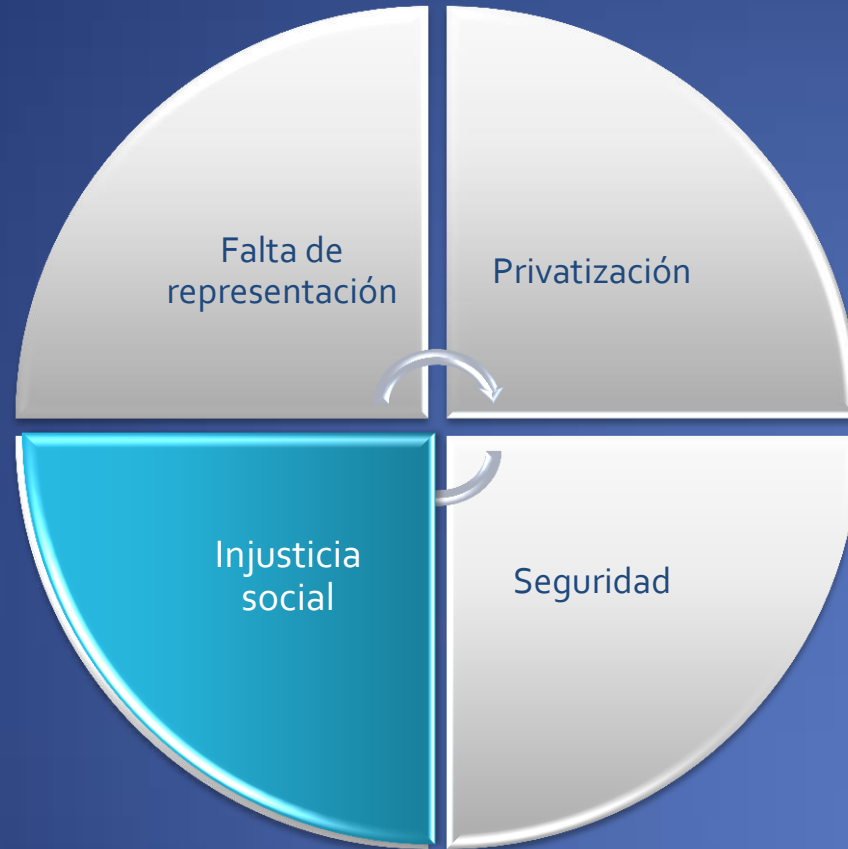 Falta de
representación
Privatización
Injusticia
social
Seguridad